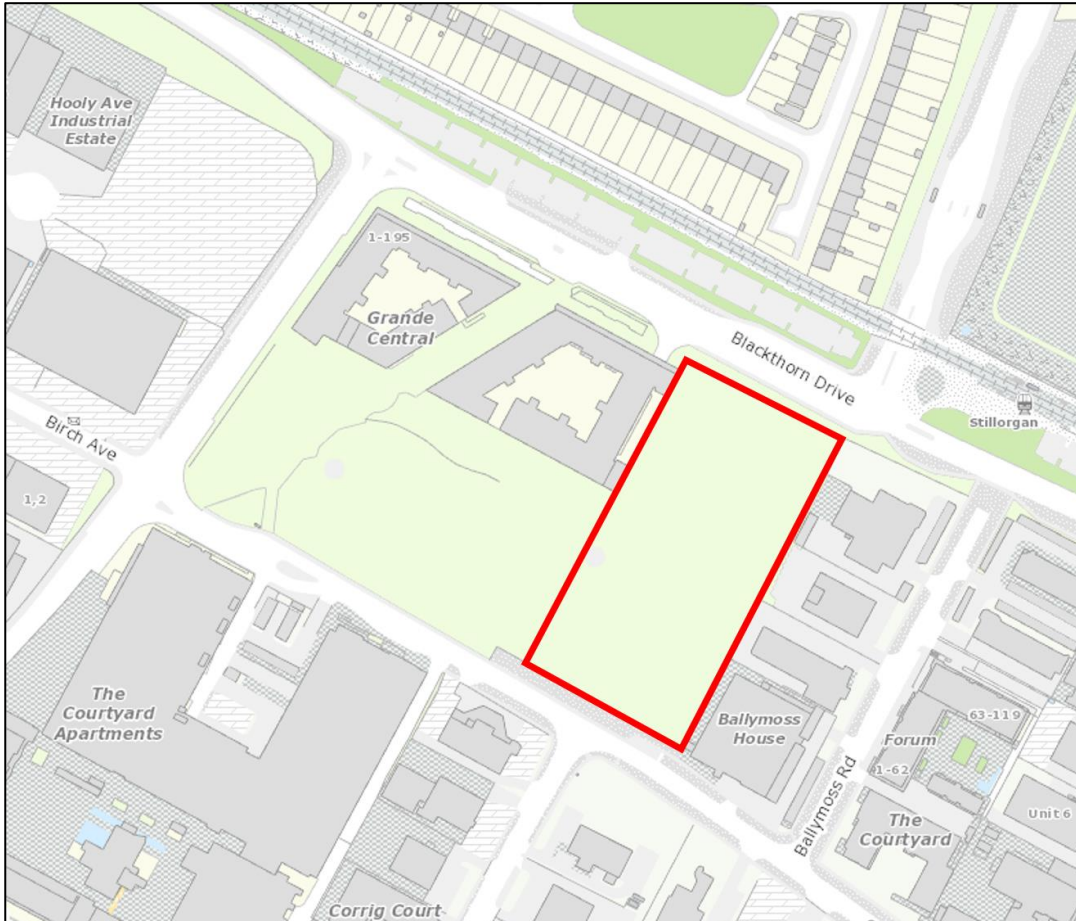 Hooly Ave
Industrial
Estate
1-195
Grande
Central
Blackthorn Drive
Stillorgan
Birch Ave
1,2
The
Courtyard
Apartments
Ballymoss
House
63-119
Forum
1-62
Ballymoss Rd
The
Courtyard
Unit 6
Corrig Court